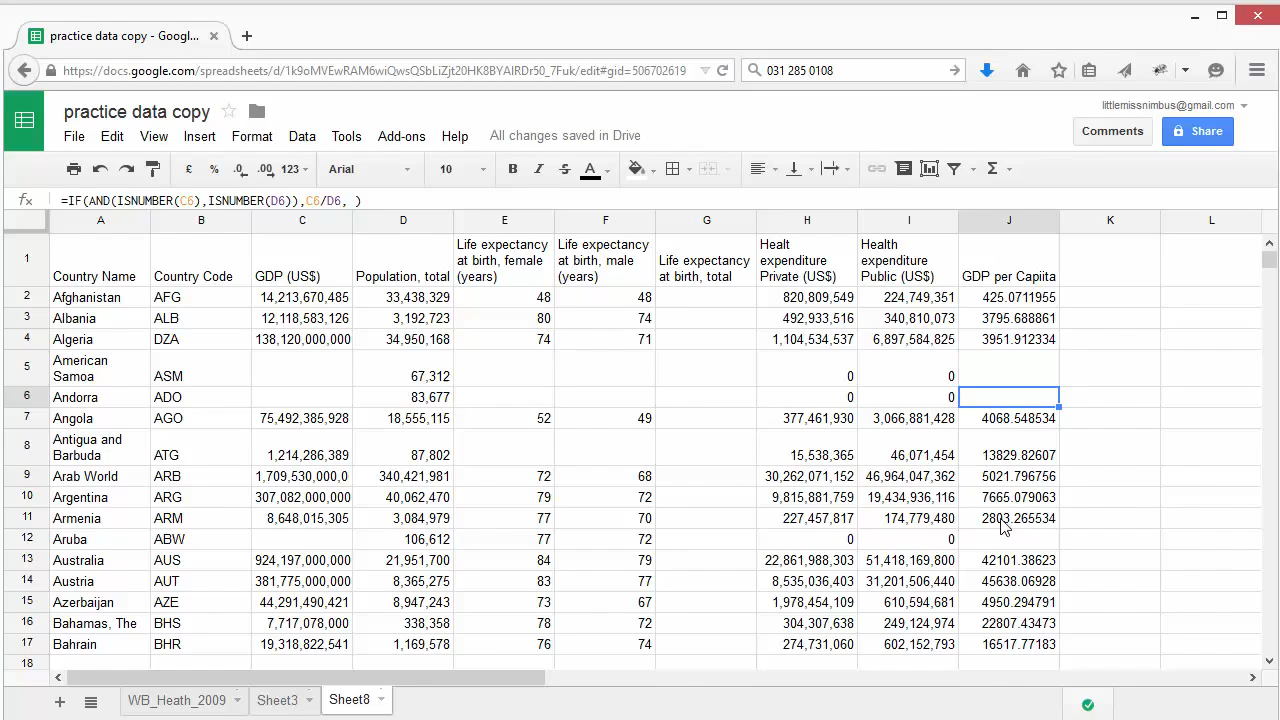 practice data copy - Googl...
https://docs.google.com/spreadsheets/d/1k9oMVEwRAM6wiQwsQSbLiZjt20HK8BYAIRDr50_7Fuk/edit#gid=506702619
031 285 0108
practice data copy
littlemissnimbus@gmail.com
File Edit View Insert Format Data Tools Add-ons Help All changes saved in Drive
Comments Share
£ % .0 .00 123 Arial 10 B I S A Σ
fx =IF(AND(ISNUMBER(C6),ISNUMBER(D6)),C6/D6, )
A B C D E F G H I J K L
1 Country Name Country Code GDP (US$) Population, total Life expectancy at birth, female (years) Life expectancy at birth, male (years) Life expectancy at birth, total Healt expenditure Private (US$) Health expenditure Public (US$) GDP per Capiita
2 Afghanistan AFG 14,213,670,485 33,438,329 48 48 820,809,549 224,749,351 425.0711955
3 Albania ALB 12,118,583,126 3,192,723 80 74 492,933,516 340,810,073 3795.688861
4 Algeria DZA 138,120,000,000 34,950,168 74 71 1,104,534,537 6,897,584,825 3951.912334
5 American Samoa ASM 67,312 0 0
6 Andorra ADO 83,677 0 0
7 Angola AGO 75,492,385,928 18,555,115 52 49 377,461,930 3,066,881,428 4068.548534
8 Antigua and Barbuda ATG 1,214,286,389 87,802 15,538,365 46,071,454 13829.82607
9 Arab World ARB 1,709,530,000,0 340,421,981 72 68 30,262,071,152 46,964,047,362 5021.796756
10 Argentina ARG 307,082,000,000 40,062,470 79 72 9,815,881,759 19,434,936,116 7665.079063
11 Armenia ARM 8,648,015,305 3,084,979 77 70 227,457,817 174,779,480 2803.265534
12 Aruba ABW 106,612 77 72 0 0
13 Australia AUS 924,197,000,000 21,951,700 84 79 22,861,988,303 51,418,169,800 42101.38623
14 Austria AUT 381,775,000,000 8,365,275 83 77 8,535,036,403 31,201,506,440 45638.06928
15 Azerbaijan AZE 44,291,490,421 8,947,243 73 67 1,978,454,109 610,594,681 4950.294791
16 Bahamas, The BHS 7,717,078,000 338,358 78 72 304,307,638 249,124,974 22807.43473
17 Bahrain BHR 19,318,822,541 1,169,578 76 74 274,731,060 602,152,793 16517.77183
18
WB_Heath_2009 Sheet3 Sheet8